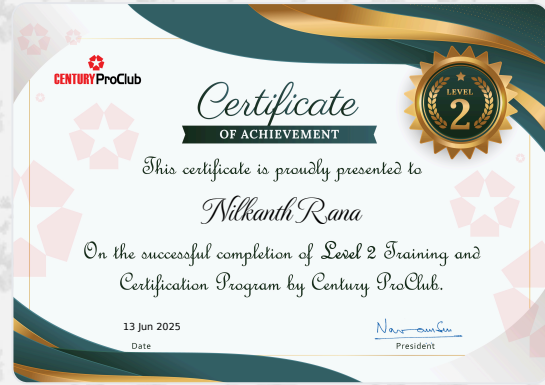 CENTURY ProClub
Certificate
OF ACHIEVEMENT
LEVEL
2
This certificate is proudly presented to
Nilkanth Rana
On the successful completion of Level 2 Training and
Certification Program by Century ProClub.
13 Jun 2025
Date
President